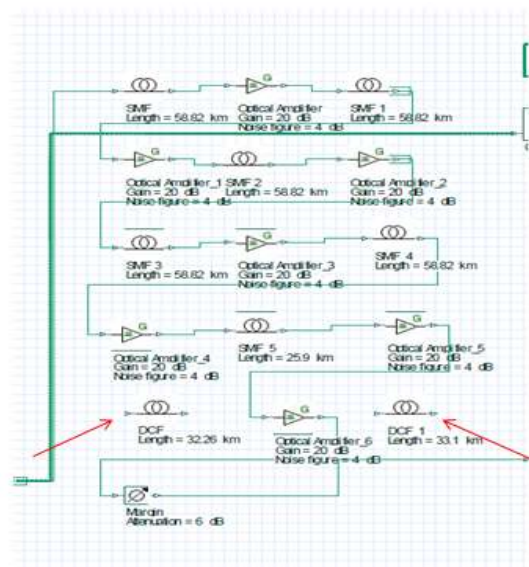 G
SMF
Length = 58.82 km
Optical Amplifier
Gain = 20 dB
Noise figure = 4 dB
SMF 1
Length = 58.82 km
G
G
Optical Amplifier_1
Gain = 20 dB
Noise figure = 4 dB
SMF 2
Length = 58.82 km
Optical Amplifier_2
Gain = 20 dB
Noise figure = 4 dB
G
SMF 3
Length = 58.82 km
Optical Amplifier_3
Gain = 20 dB
Noise figure = 4 dB
SMF 4
Length = 58.82 km
G
G
Optical Amplifier_4
Gain = 20 dB
Noise figure = 4 dB
SMF 5
Length = 25.9 km
Optical Amplifier_5
Gain = 20 dB
Noise figure = 4 dB
G
DCF
Length = 32.26 km
Optical Amplifier_6
Gain = 20 dB
Noise figure = 4 dB
DCF 1
Length = 33.1 km
Margin
Attenuation = 6 dB